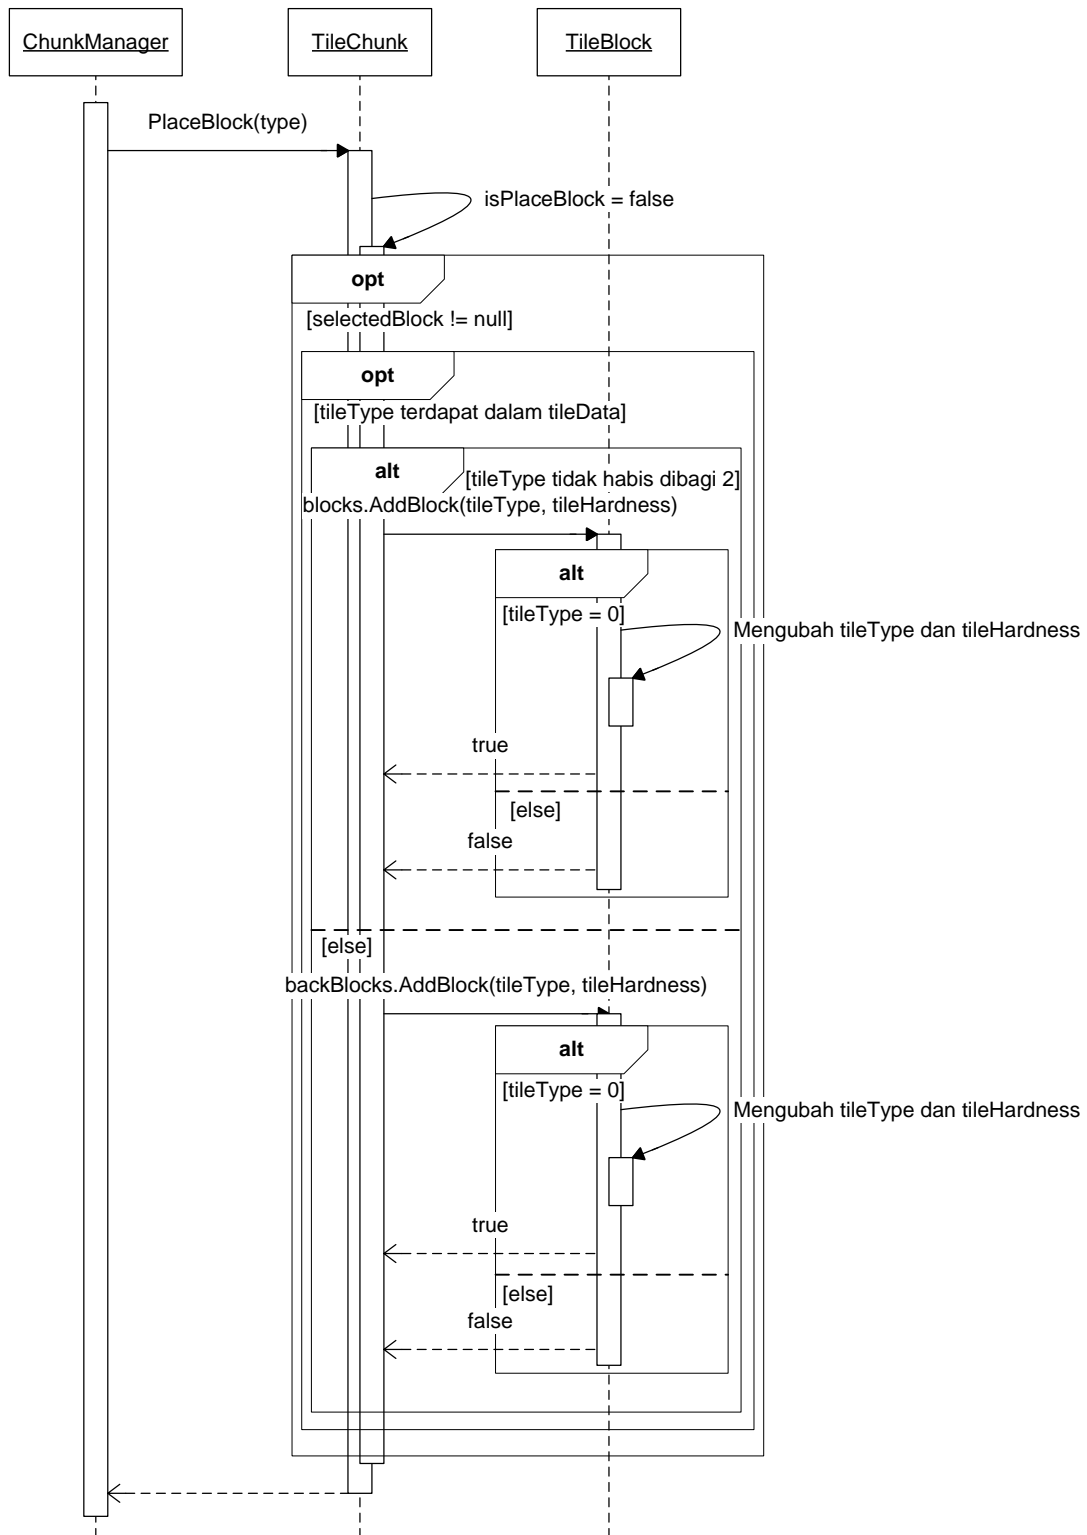 ChunkManager
TileChunk
TileBlock
PlaceBlock(type)
isPlaceBlock = false
opt
[selectedBlock != null]
opt
[tileType terdapat dalam tileData]
alt
[tileType tidak habis dibagi 2]
blocks.AddBlock(tileType, tileHardness)
alt
[tileType = 0]
Mengubah tileType dan tileHardness
true
[else]
false
[else]
backBlocks.AddBlock(tileType, tileHardness)
alt
[tileType = 0]
Mengubah tileType dan tileHardness
true
[else]
false